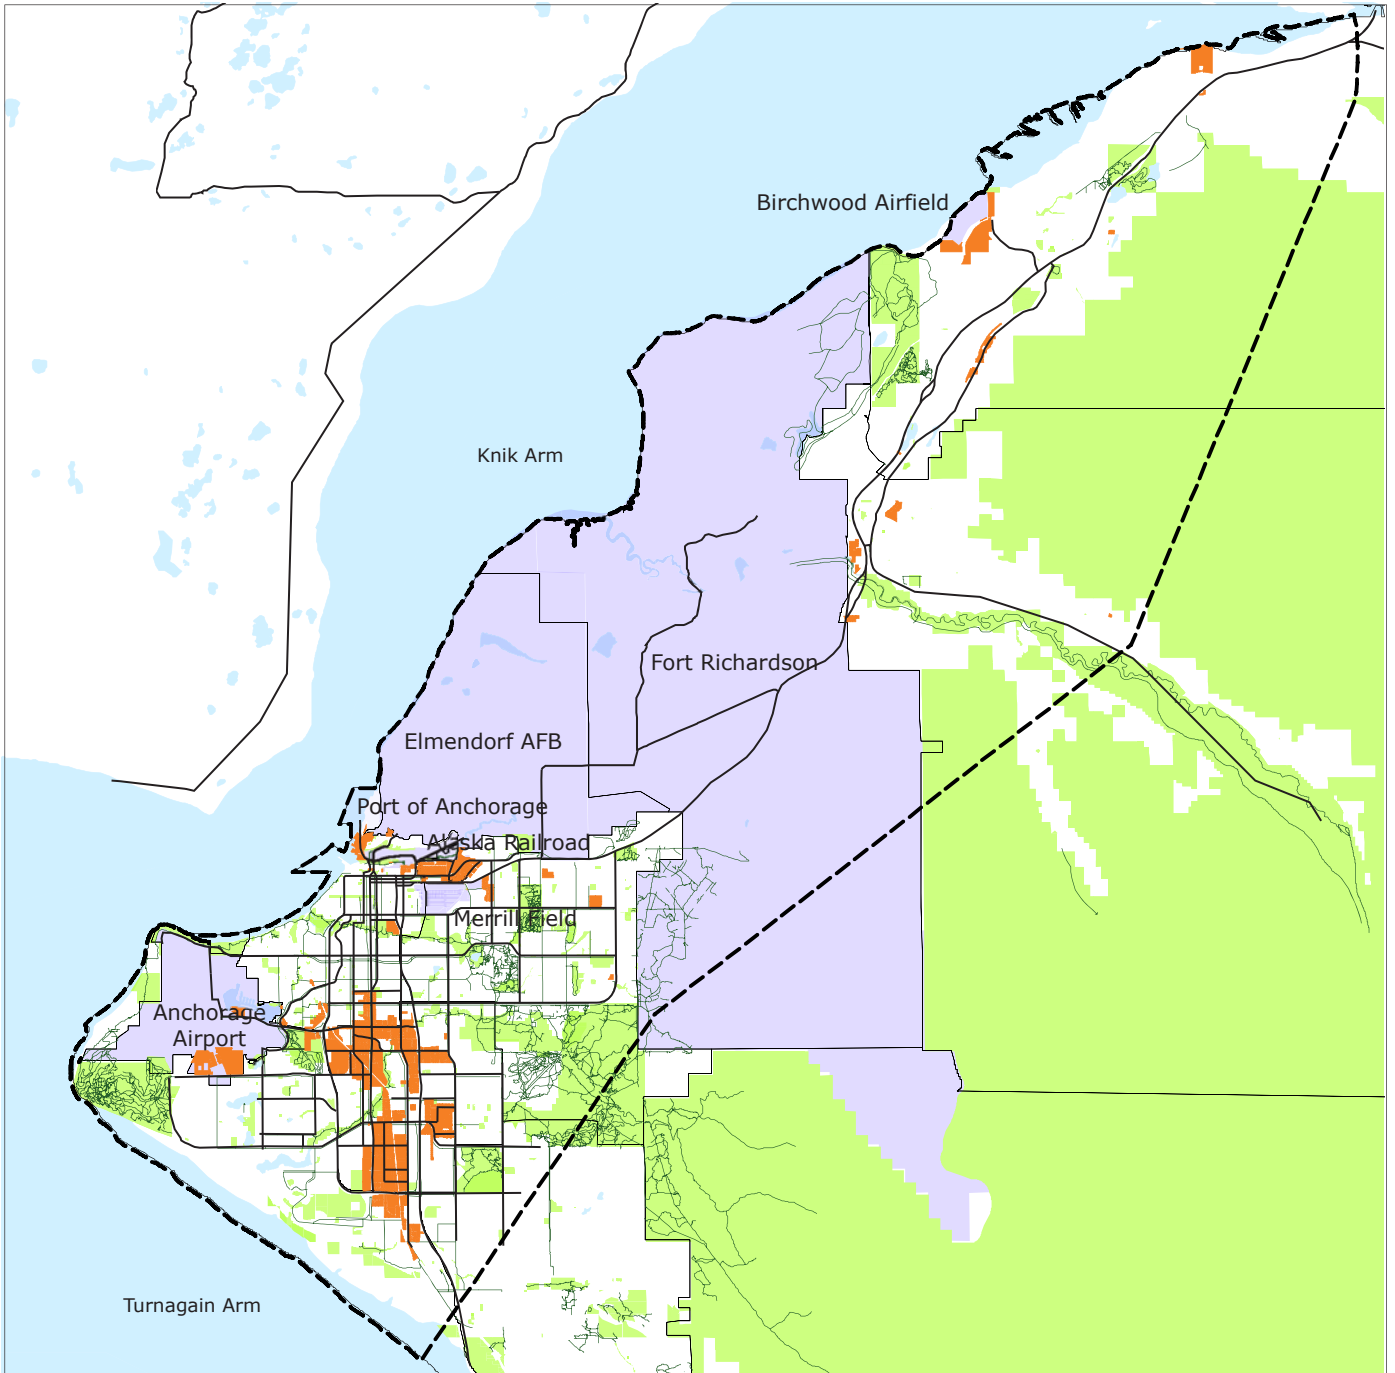 Birchwood Airfield
Knik Arm
Fort Richardson
Elmendorf AFB
Port of Anchorage
Alaska Railroad
Merrill Field
Anchorage
Airport
Turnagain Arm